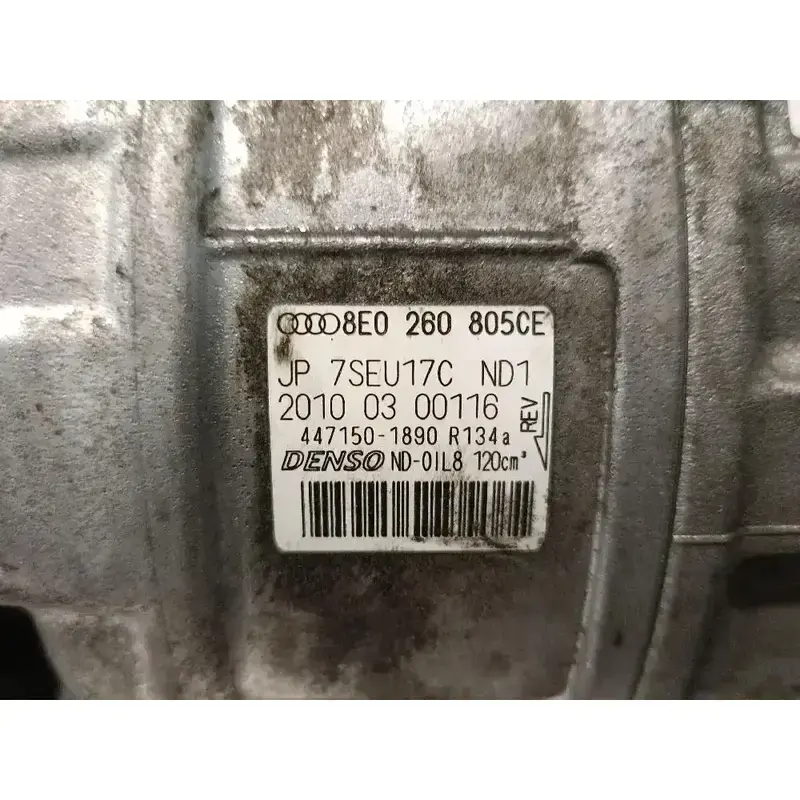 8E0 260 805CE
JP 7SEU17C ND1
2010 03 00116
REV
447150-1890 R134a
DENSO ND-OIL8 120cm³